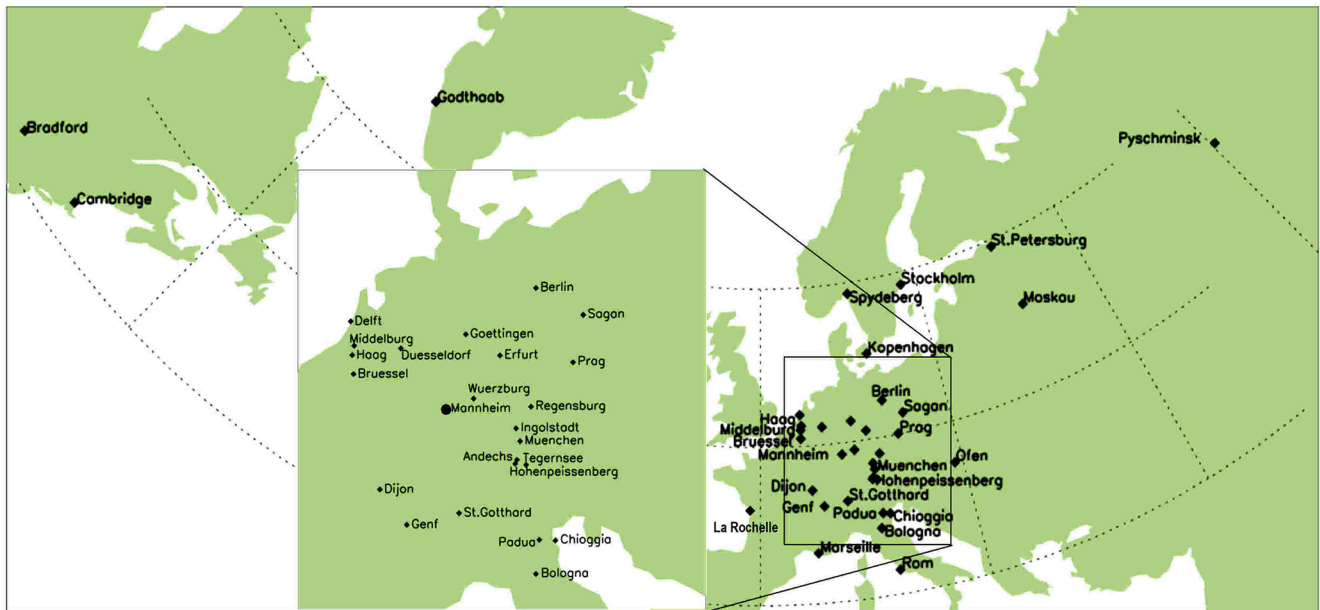 Godthaab
Bradford
Pyschminsk
Cambridge
St.Petersburg
Stockholm
Spydeberg
Moskau
Kopenhagen
Berlin
Sagan
Delft
Goettingen
Middelburg
Duesseldorf
Haag
Erfurt
Prag
Bruessel
Wuerzburg
Mannheim
Regensburg
Ingolstadt
Muenchen
Andechs
Tegernsee
Hohenpeissenberg
Dijon
St.Gotthard
Genf
Padua
Chioggia
Bologna
Berlin
Sagan
Haag
Middelburg
Prag
Bruessel
Mannheim
Ofen
Muenchen
Hohenpeissenberg
Dijon
St.Gotthard
Genf
Padua
Chioggia
La Rochelle
Bologna
Marseille
Rom